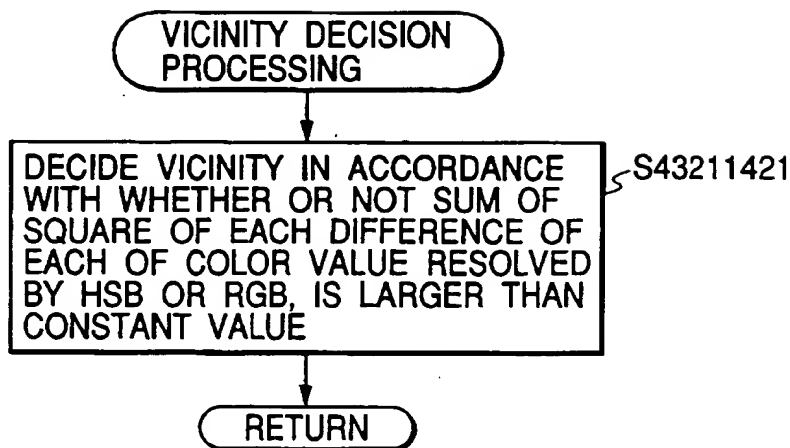 VICINITY DECISION
PROCESSING
DECIDE VICINITY IN ACCORDANCE
WITH WHETHER OR NOT SUM OF
SQUARE OF EACH DIFFERENCE OF
EACH OF COLOR VALUE RESOLVED
BY HSB OR RGB, IS LARGER THAN
CONSTANT VALUE
S43211421
RETURN